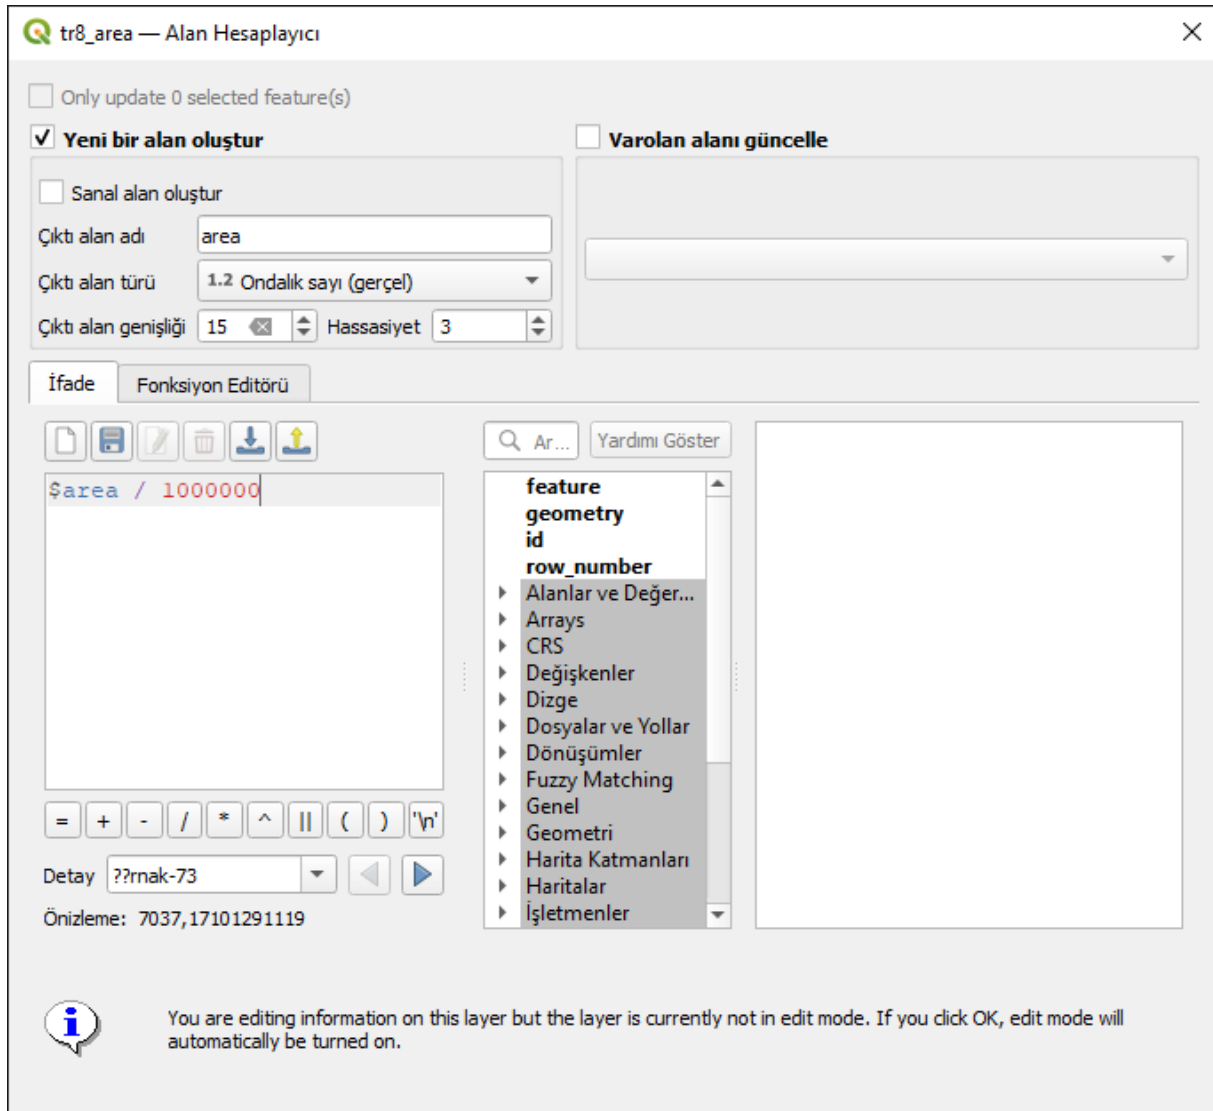 tr8_area — Alan Hesaplayıcı
Only update 0 selected feature(s)
Yeni bir alan oluştur
Varolan alanı güncelle
Sanal alan oluştur
Çıktı alan adı area
Çıktı alan türü 1.2 Ondalık sayı (gerçel)
Çıktı alan genişliği 15 Hassasiyet 3
İfade Fonksiyon Editörü
Ar... Yardımı Göster
$area / 1000000
feature
geometry
id
row_number
Alanlar ve Değer...
Arrays
CRS
Değişkenler
Dizge
Dosyalar ve Yollar
Dönüşümler
Fuzzy Matching
Genel
Geometri
Harita Katmanları
Haritalar
İşletmenler
= + - / * ^ || ( ) '\n'
Detay ??rnak-73
Önizleme: 7037,17101291119
You are editing information on this layer but the layer is currently not in edit mode. If you click OK, edit mode will
automatically be turned on.